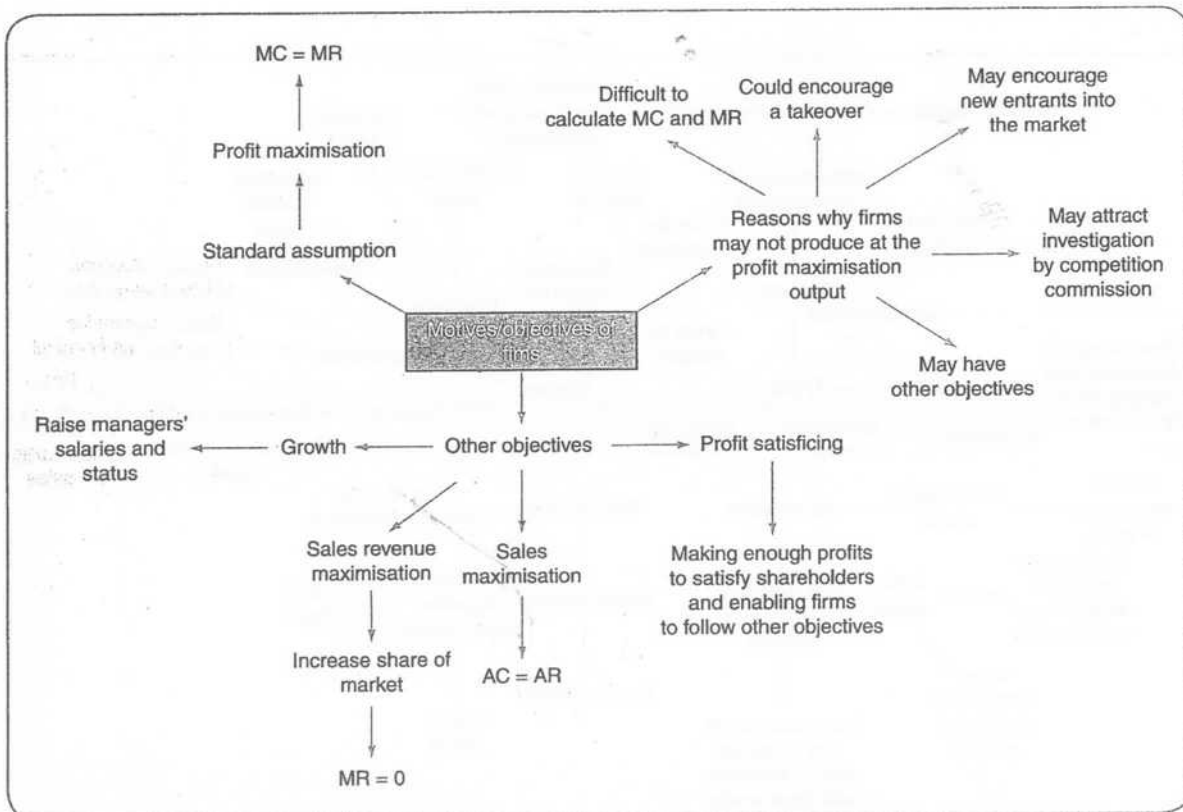 MC = MR
Profit maximisation
Standard assumption
Difficult to
calculate MC and MR
Could encourage
a takeover
May encourage
new entrants into
the market
Reasons why firms
may not produce at the
profit maximisation
output
May attract
investigation
by competition
commission
May have
other objectives
Motives/objectives of
fims
Raise managers'
salaries and
status
Growth
Other objectives
Profit satisficing
Sales revenue
maximisation
Sales
maximisation
Making enough profits
to satisfy shareholders
and enabling firms
to follow other objectives
Increase share of
market
AC = AR
MR = 0